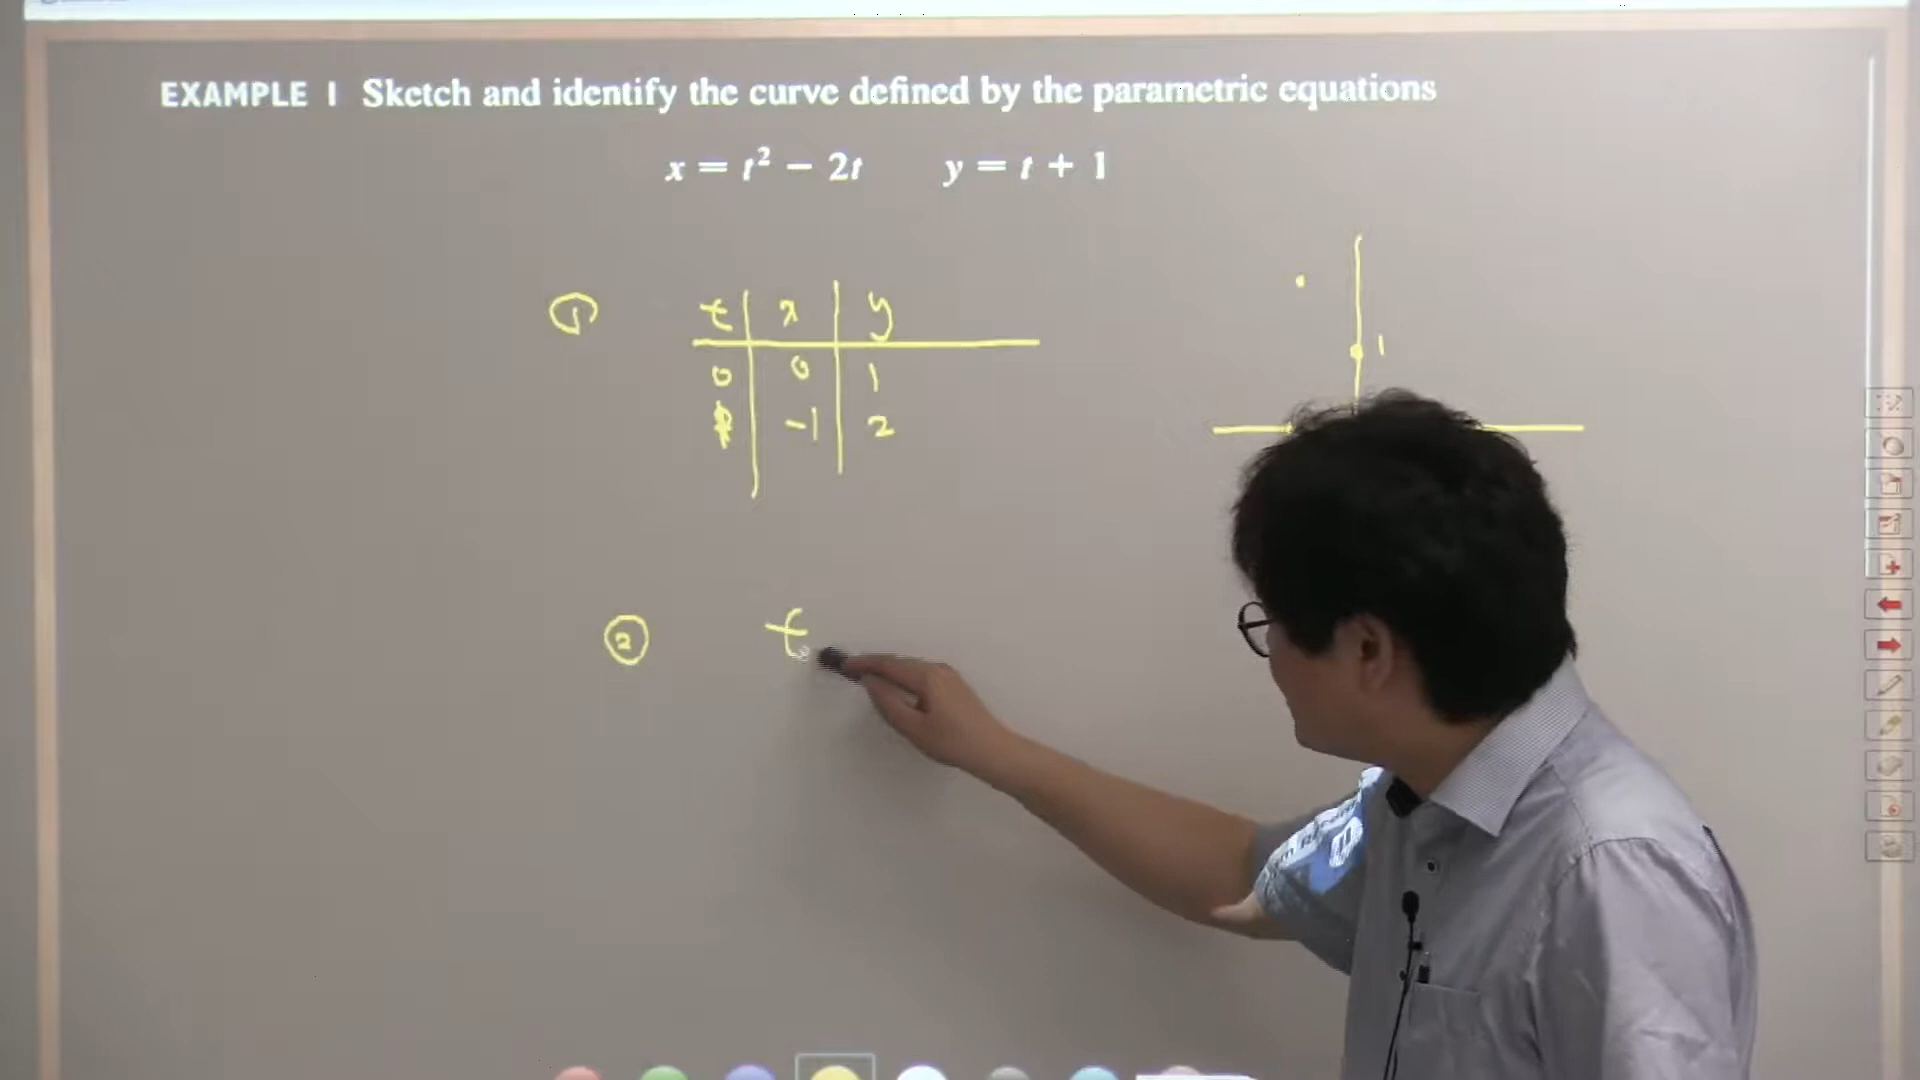 EXAMPLE 1 Sketch and identify the curve defined by the parametric equations
x = t² − 2t y = t + 1
① t x y
0 0 1
-1 2
1
② t